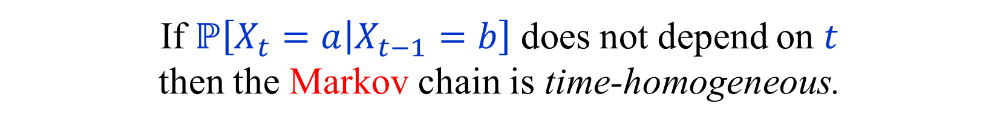 If ℙ[X_t = a|X_{t−1} = b] does not depend on t
then the Markov chain is time-homogeneous.